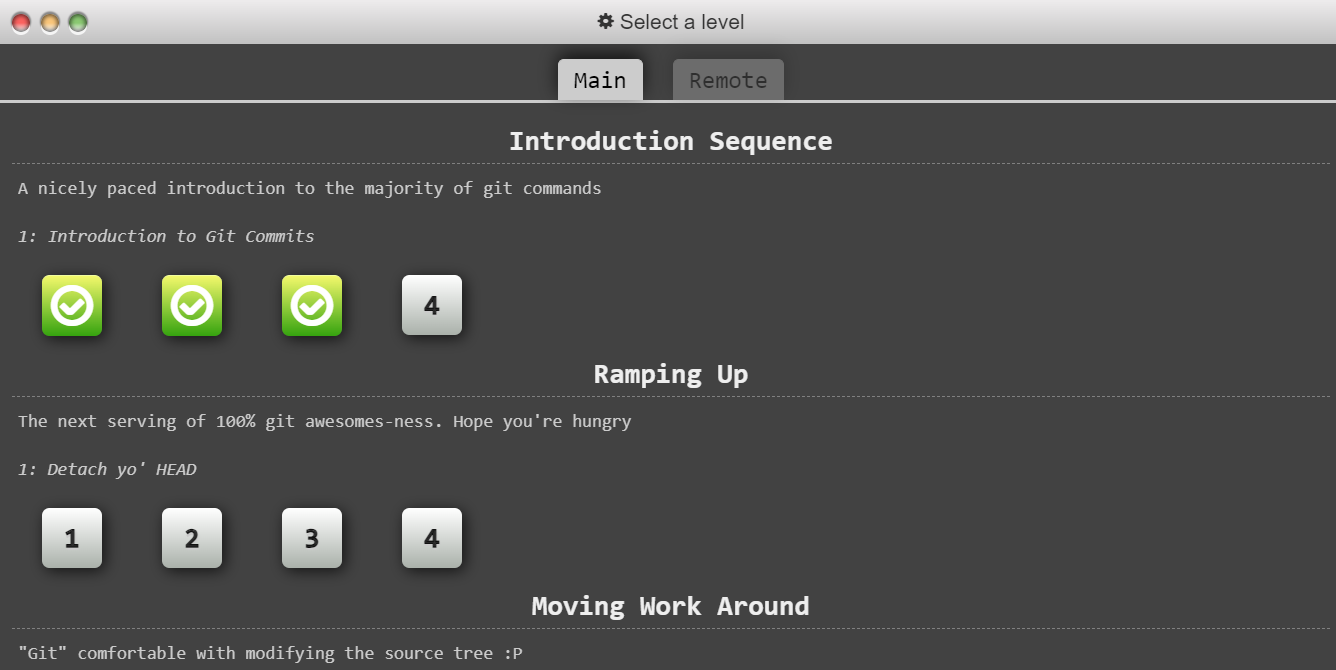 Select a level
Main Remote
Introduction Sequence
A nicely paced introduction to the majority of git commands
1: Introduction to Git Commits
4
Ramping Up
The next serving of 100% git awesomes-ness. Hope you're hungry
1: Detach yo' HEAD
1 2 3 4
Moving Work Around
"Git" comfortable with modifying the source tree :P